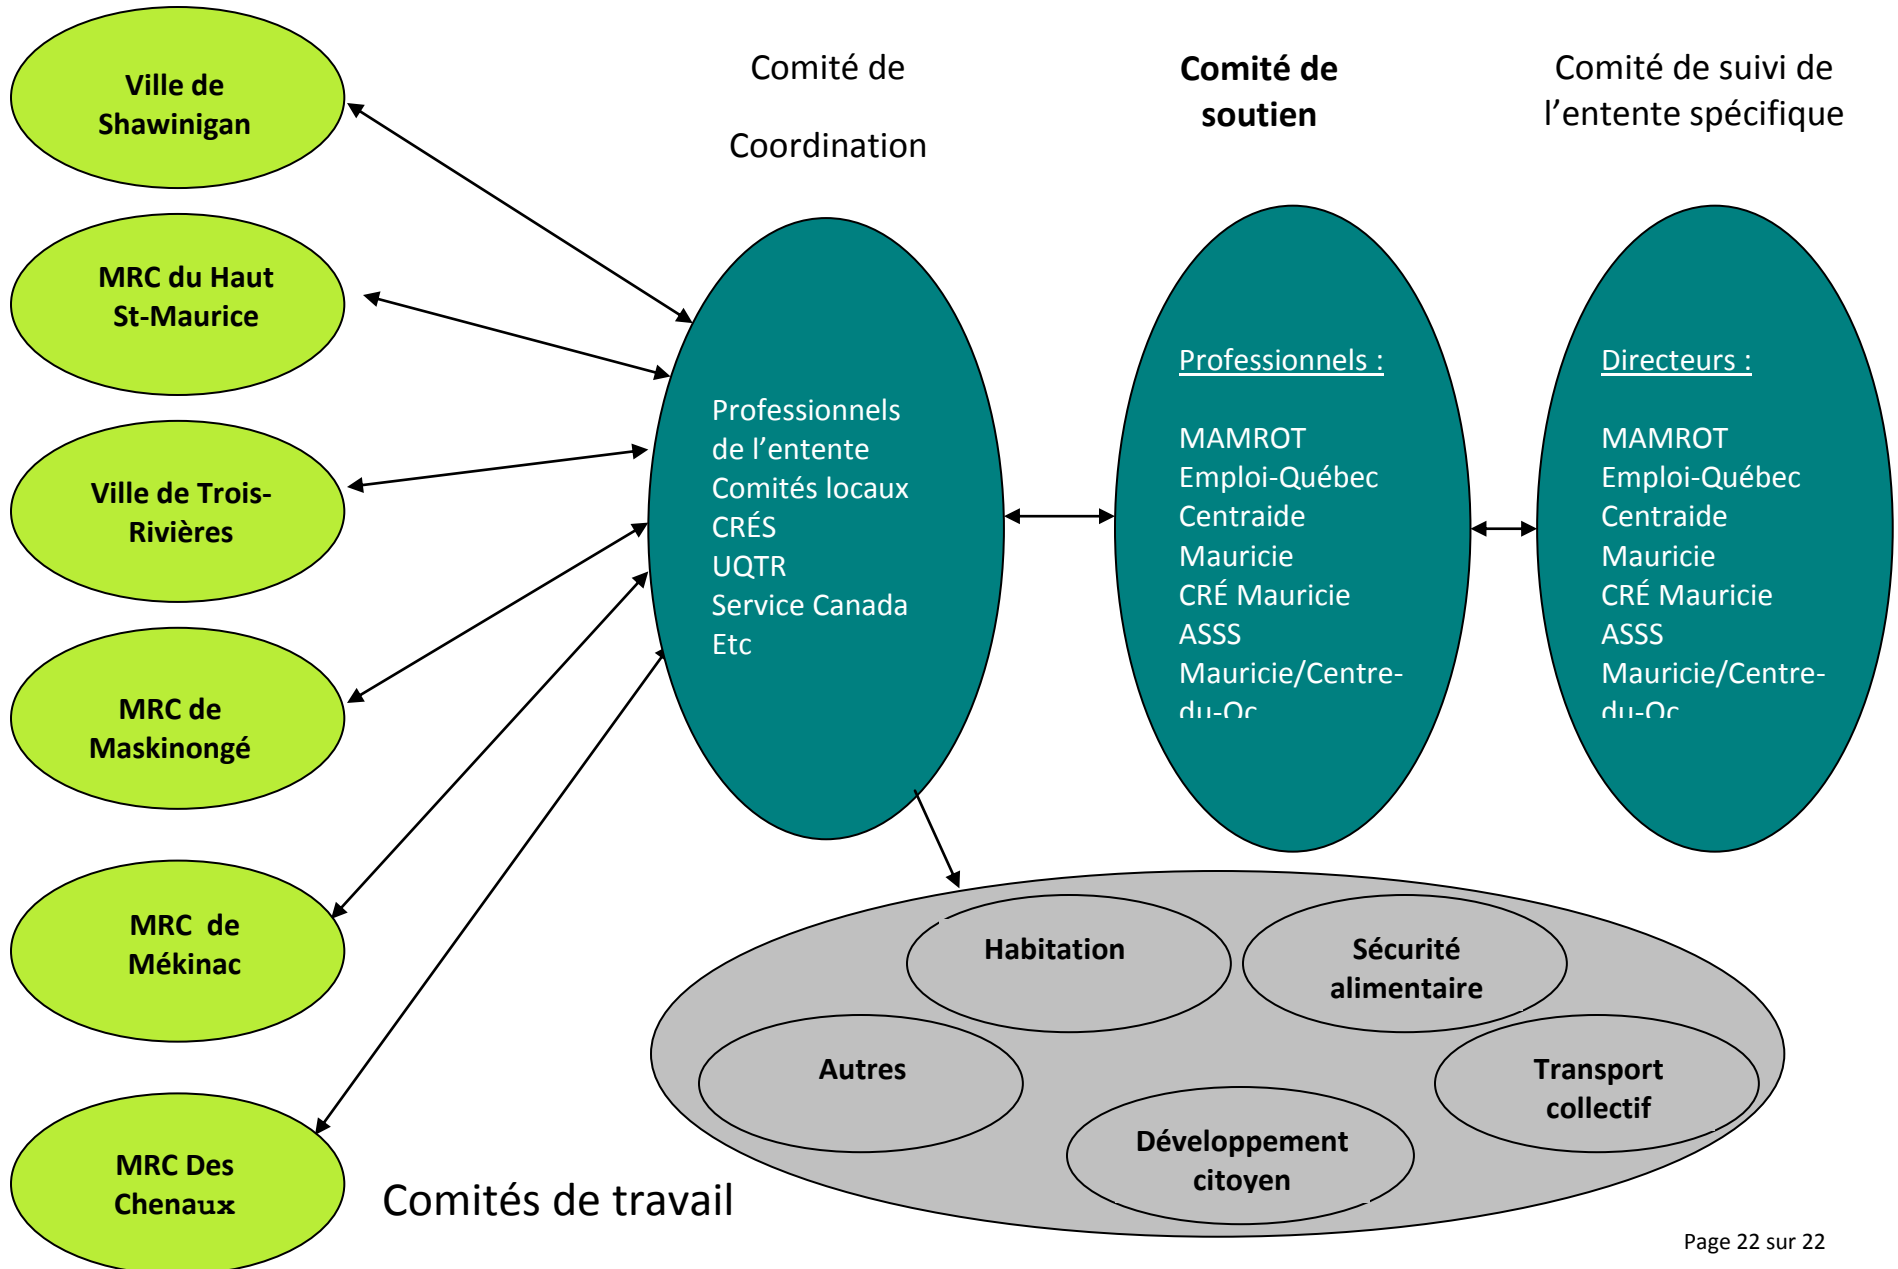 Ville de
Shawinigan
MRC du Haut
St-Maurice
Ville de Trois-
Rivières
MRC de
Maskinongé
MRC  de
Mékinac
MRC Des
Chenaux
Comité de
Coordination
Professionnels
de l’entente
Comités locaux
CRÉS
UQTR
Service Canada
Etc
Comité de
soutien
Professionnels :
MAMROT
Emploi-Québec
Centraide
Mauricie
CRÉ Mauricie
ASSS
Mauricie/Centre-
du-Qc
Comité de suivi de
l’entente spécifique
Directeurs :
MAMROT
Emploi-Québec
Centraide
Mauricie
CRÉ Mauricie
ASSS
Mauricie/Centre-
du-Qc
Habitation
Sécurité
alimentaire
Autres
Transport
collectif
Développement
citoyen
Comités de travail
Page 22 sur 22